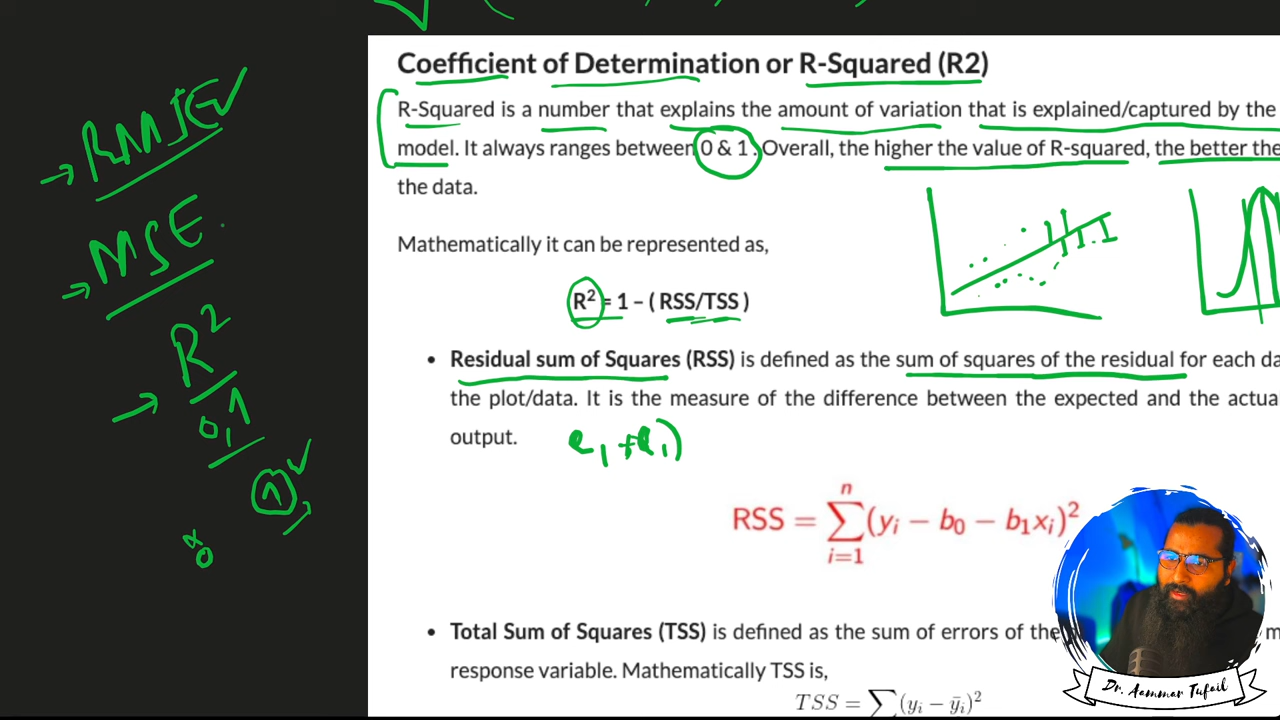 Coefficient of Determination or R-Squared (R2)
R-Squared is a number that explains the amount of variation that is explained/captured by the
model. It always ranges between 0 & 1. Overall, the higher the value of R-squared, the better the
the data.
Mathematically it can be represented as,
R² = 1 – ( RSS/TSS )
• Residual sum of Squares (RSS) is defined as the sum of squares of the residual for each da
the plot/data. It is the measure of the difference between the expected and the actua
output.
RSS = ∑ⁿᵢ₌₁(yᵢ − b₀ − b₁xᵢ)²
• Total Sum of Squares (TSS) is defined as the sum of errors of the
response variable. Mathematically TSS is,
TSS = ∑(yᵢ − ȳᵢ)²
RMSE
MSE
R²
0,1
Dr. Aammar Tufail